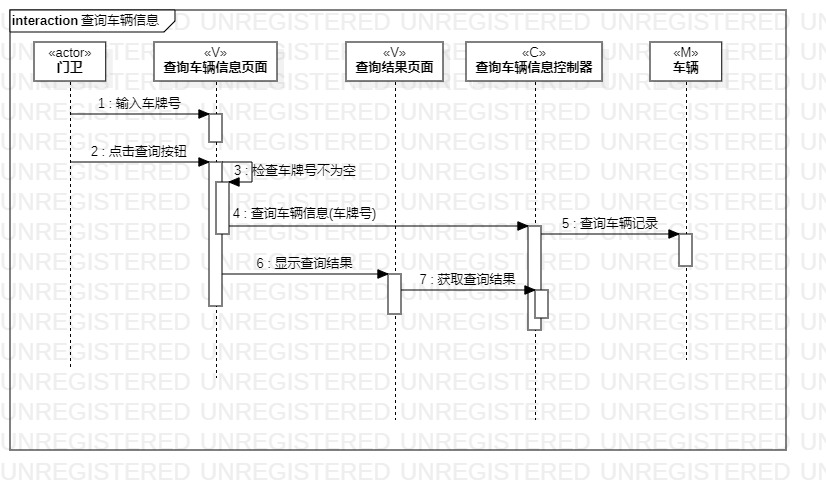 interaction 查询车辆信息
«actor»
门卫
«V»
查询车辆信息页面
«V»
查询结果页面
«C»
查询车辆信息控制器
«M»
车辆
1 : 输入车牌号
2 : 点击查询按钮
3 : 检查车牌号不为空
4 : 查询车辆信息(车牌号)
5 : 查询车辆记录
6 : 显示查询结果
7 : 获取查询结果
UNREGISTERED